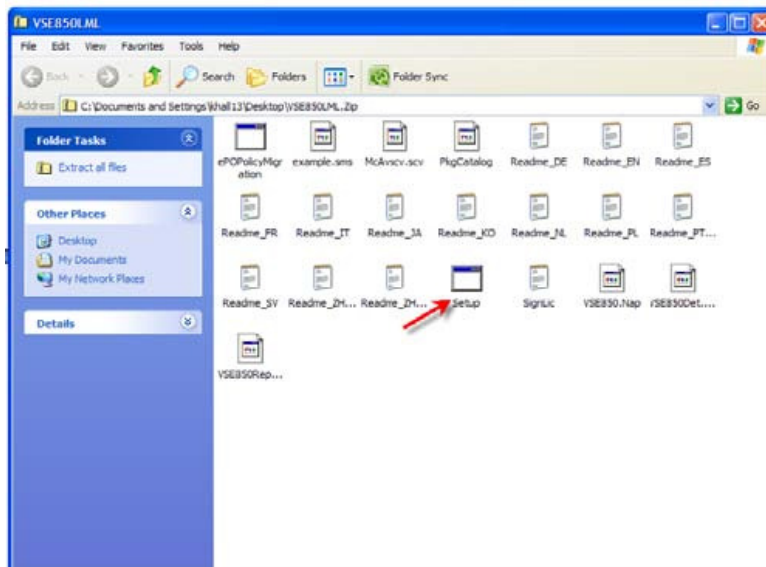 VSE850LML
File Edit View Favorites Tools Help
Back Search Folders Folder Sync
Address C:\Documents and Settings\khall13\Desktop\VSE850LML.Zip Go
Folder Tasks
Extract all files
Other Places
Desktop
My Documents
My Network Places
Details
ePOPolicyMigr
ation
example.sms McAvscv.scv PkgCatalog Readme_DE Readme_EN Readme_ES
Readme_FR Readme_IT Readme_JA Readme_KO Readme_NL Readme_PL Readme_PT...
Readme_SV Readme_ZH... Readme_ZH... Setup SignLic VSE850.Nap VSE850Det....
VSE850Rep...